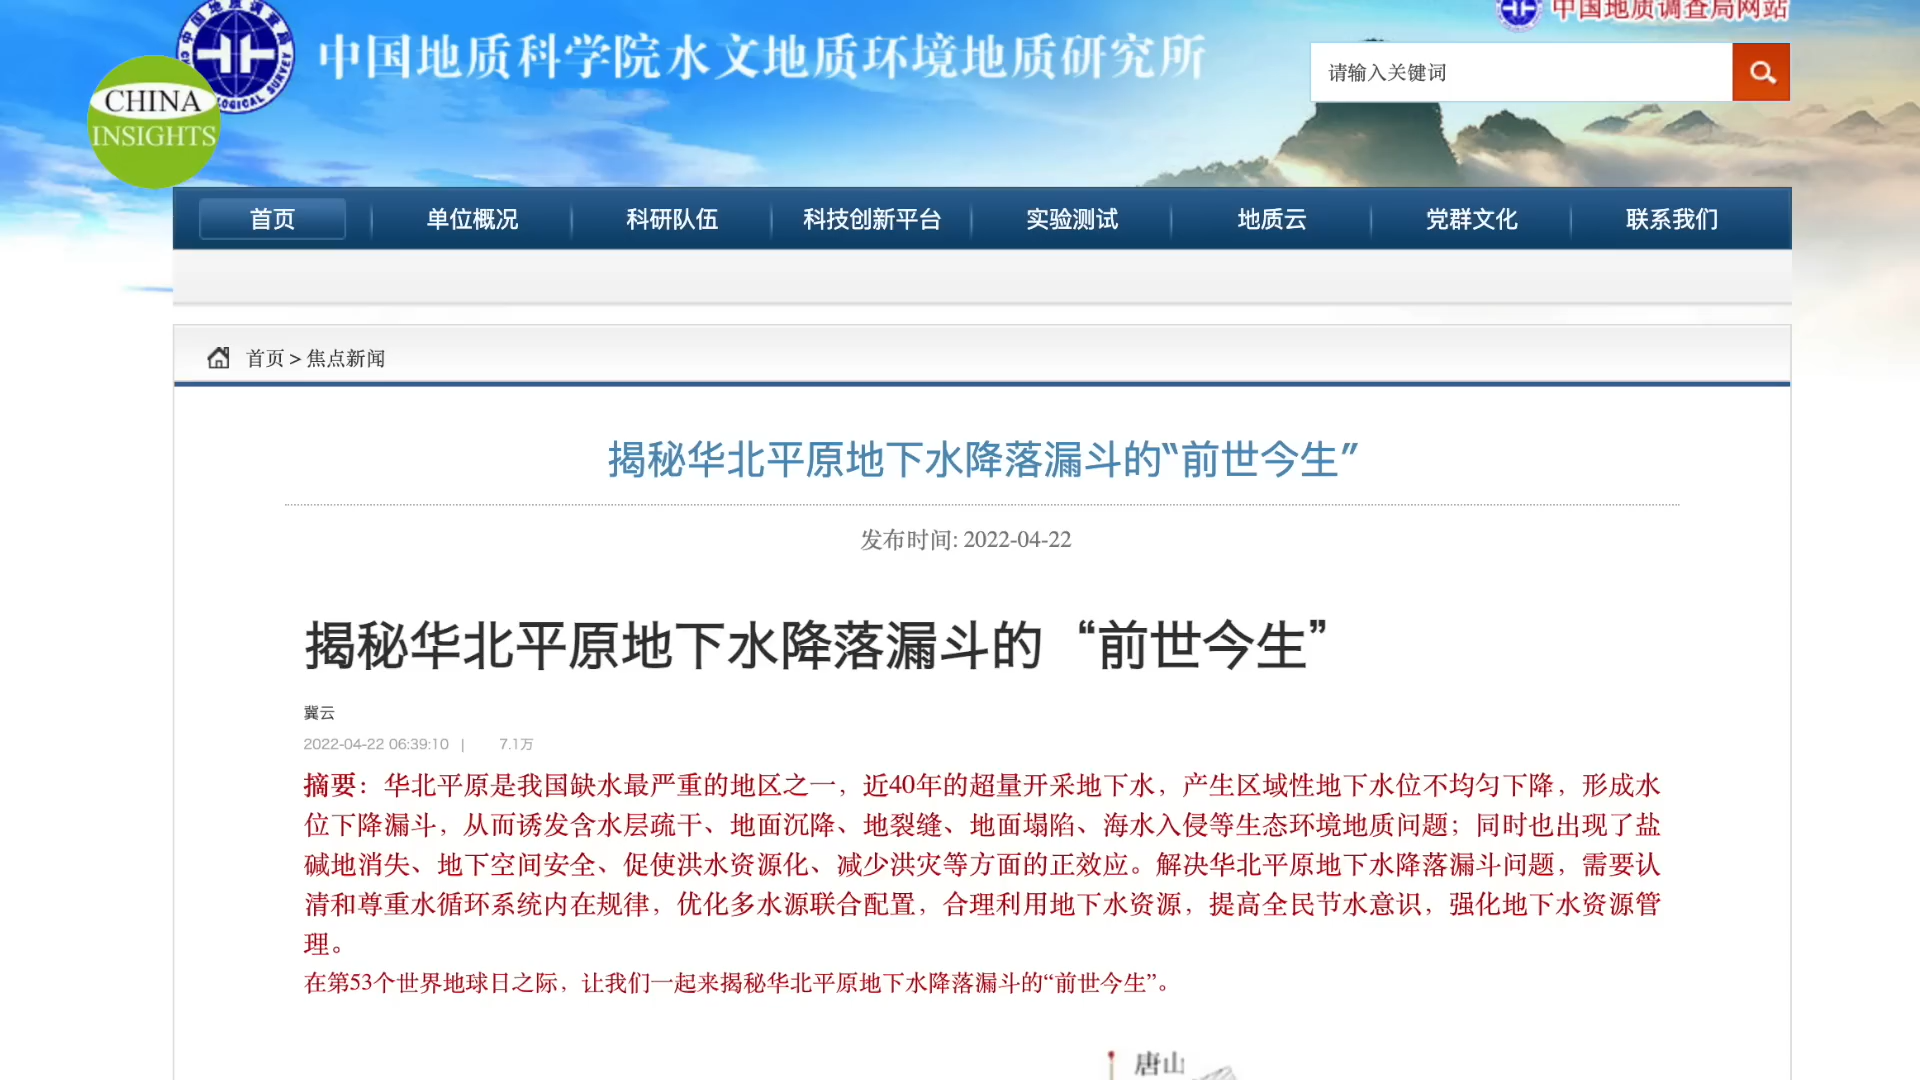 中国地质调查局网站
中国地质科学院水文地质环境地质研究所
请输入关键词
CHINA
INSIGHTS
首页 单位概况 科研队伍 科技创新平台 实验测试 地质云 党群文化 联系我们
首页 > 焦点新闻
揭秘华北平原地下水降落漏斗的“前世今生”
发布时间: 2022-04-22
揭秘华北平原地下水降落漏斗的“前世今生”
冀云
2022-04-22 06:39:10 | 7.1万
摘要：华北平原是我国缺水最严重的地区之一，近40年的超量开采地下水，产生区域性地下水位不均匀下降，形成水
位下降漏斗，从而诱发含水层疏干、地面沉降、地裂缝、地面塌陷、海水入侵等生态环境地质问题；同时也出现了盐
碱地消失、地下空间安全、促使洪水资源化、减少洪灾等方面的正效应。解决华北平原地下水降落漏斗问题，需要认
清和尊重水循环系统内在规律，优化多水源联合配置，合理利用地下水资源，提高全民节水意识，强化地下水资源管
理。
在第53个世界地球日之际，让我们一起来揭秘华北平原地下水降落漏斗的“前世今生”。
唐山